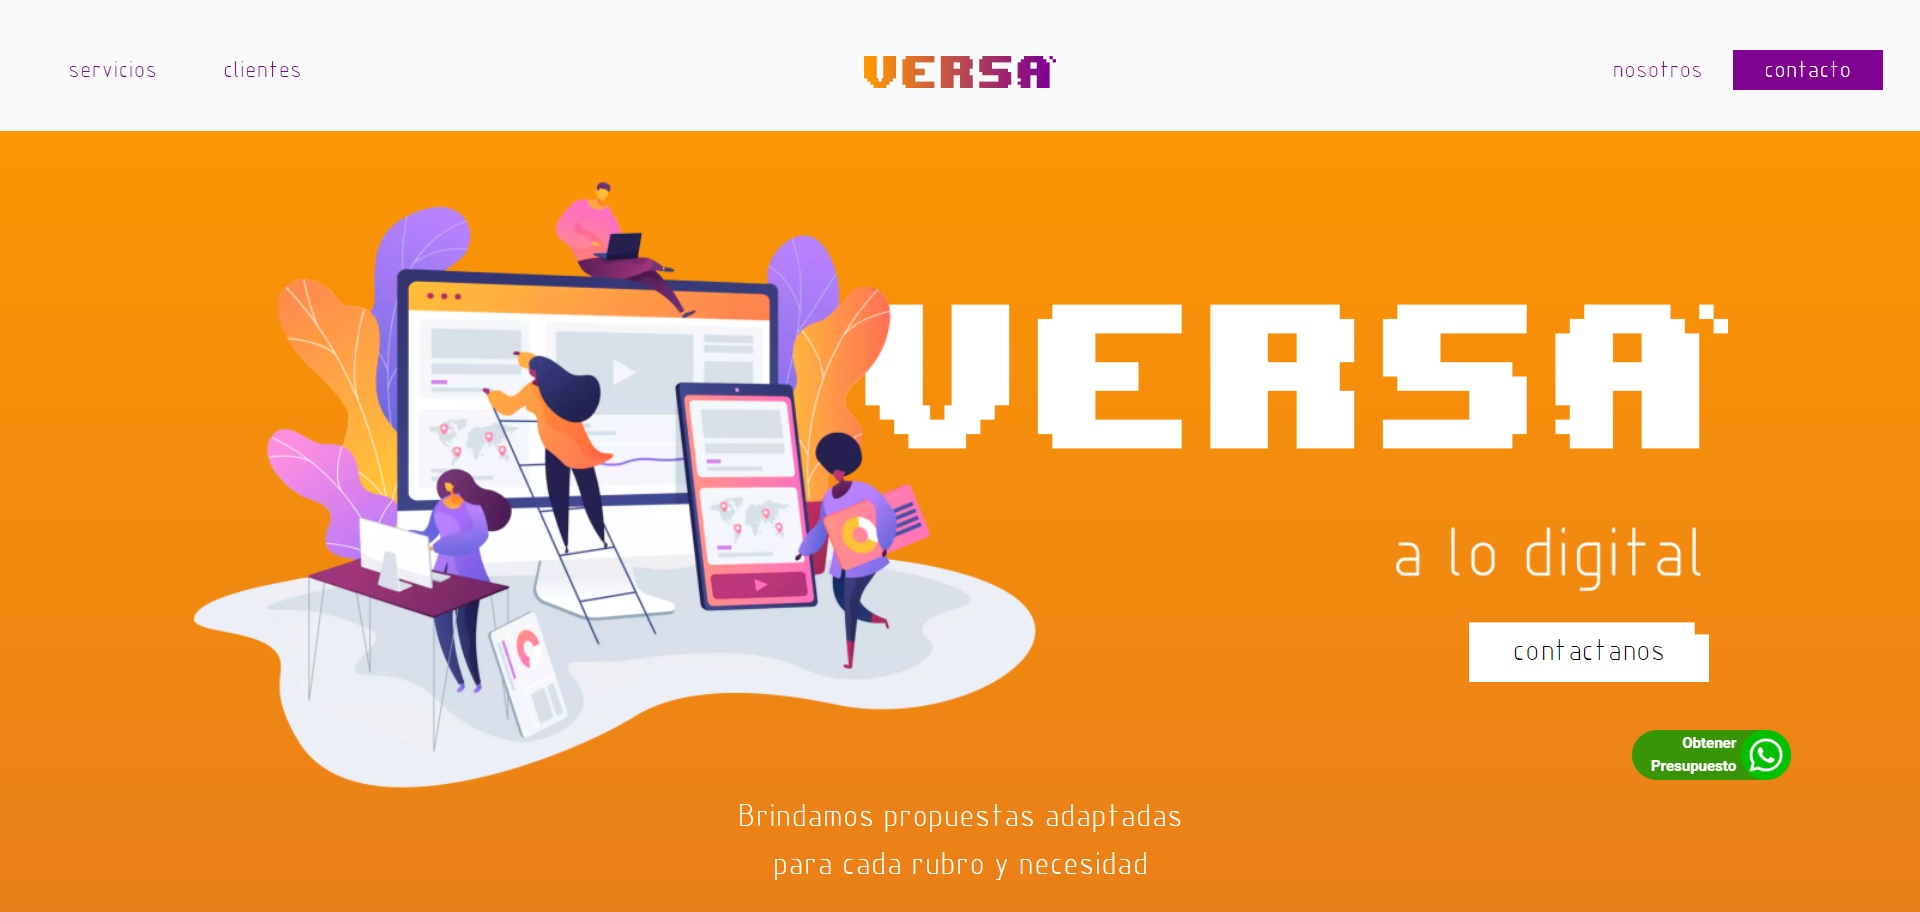 servicios
clientes
VERSA
nosotros
contacto
VERSA
a lo digital
contactanos
Obtener
Presupuesto
Brindamos propuestas adaptadas
para cada rubro y necesidad